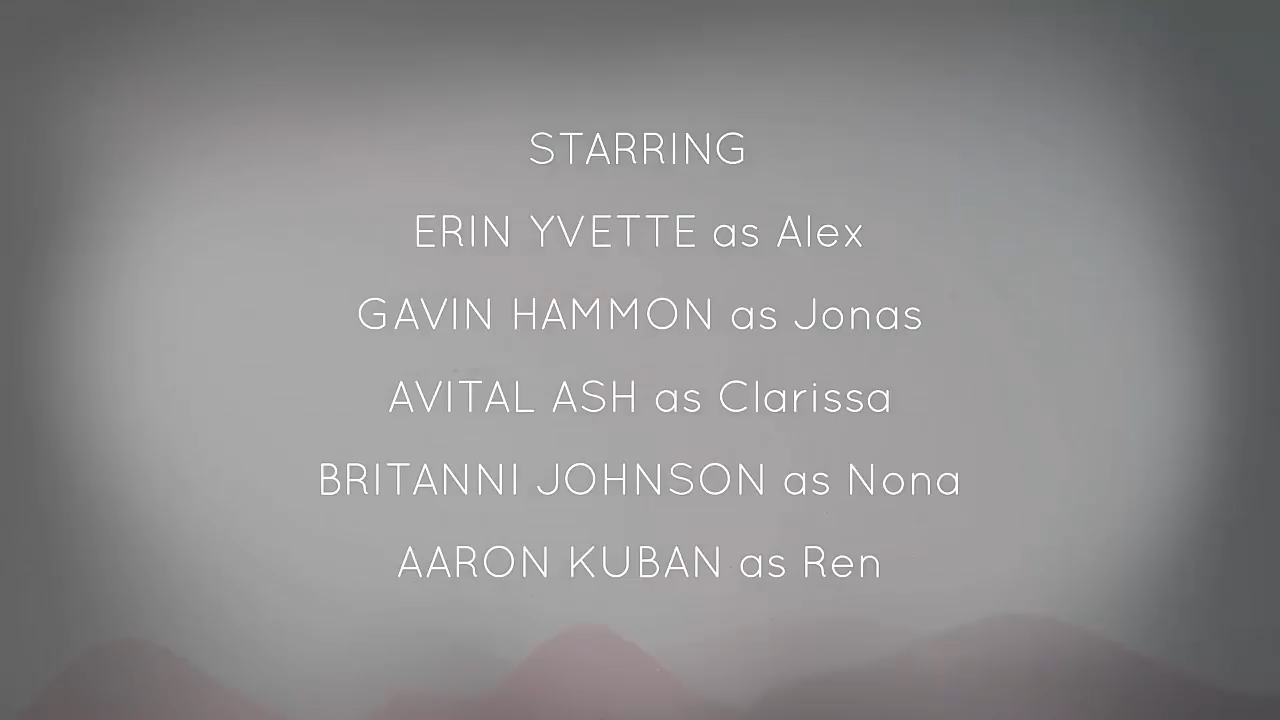 STARRING
ERIN YVETTE as Alex
GAVIN HAMMON as Jonas
AVITAL ASH as Clarissa
BRITANNI JOHNSON as Nona
AARON KUBAN as Ren